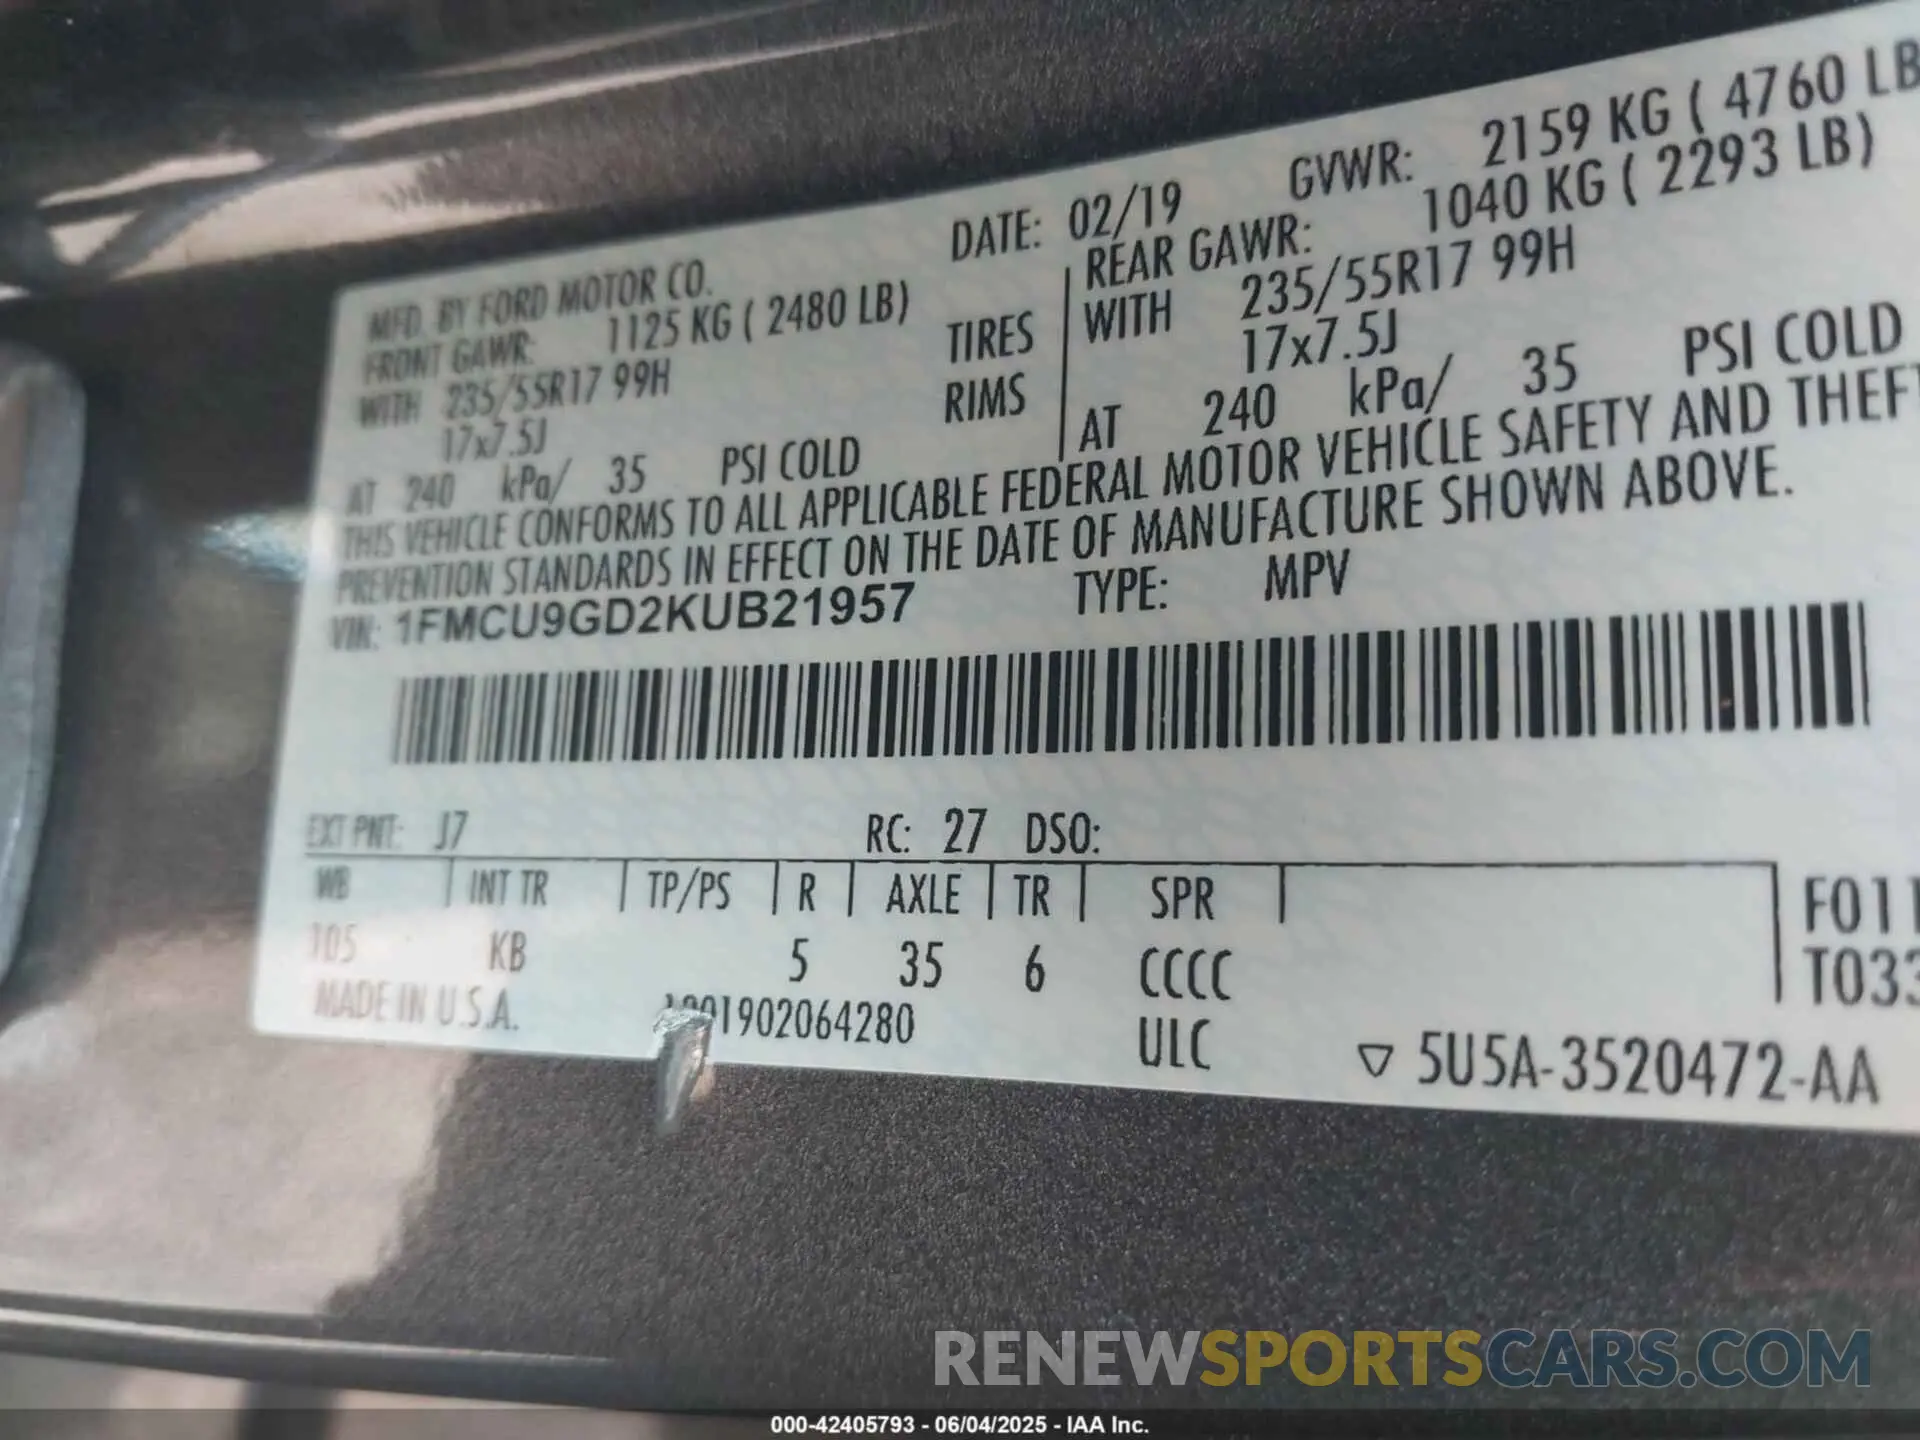 DATE: 02/19 GVWR: 2159 KG ( 4760 LB
MFD. BY FORD MOTOR CO.
FRONT GAWR: 1125 KG ( 2480 LB) REAR GAWR: 1040 KG ( 2293 LB)
WITH 235/55R17 99H TIRES WITH 235/55R17 99H
17x7.5J RIMS 17x7.5J
AT 240 kPa/ 35 PSI COLD AT 240 kPa/ 35 PSI COLD
THIS VEHICLE CONFORMS TO ALL APPLICABLE FEDERAL MOTOR VEHICLE SAFETY AND THEFT
PREVENTION STANDARDS IN EFFECT ON THE DATE OF MANUFACTURE SHOWN ABOVE.
VIN: 1FMCU9GD2KUB21957 TYPE: MPV
EXT PNT: J7 RC: 27 DSO:
WB INT TR TP/PS R AXLE TR SPR F011
105 KB 5 35 6 CCCC T033
MADE IN U.S.A. ULC ▽ 5U5A-3520472-AA
RENEWSPORTSCARS.COM
000-42405793 - 06/04/2025 - IAA Inc.